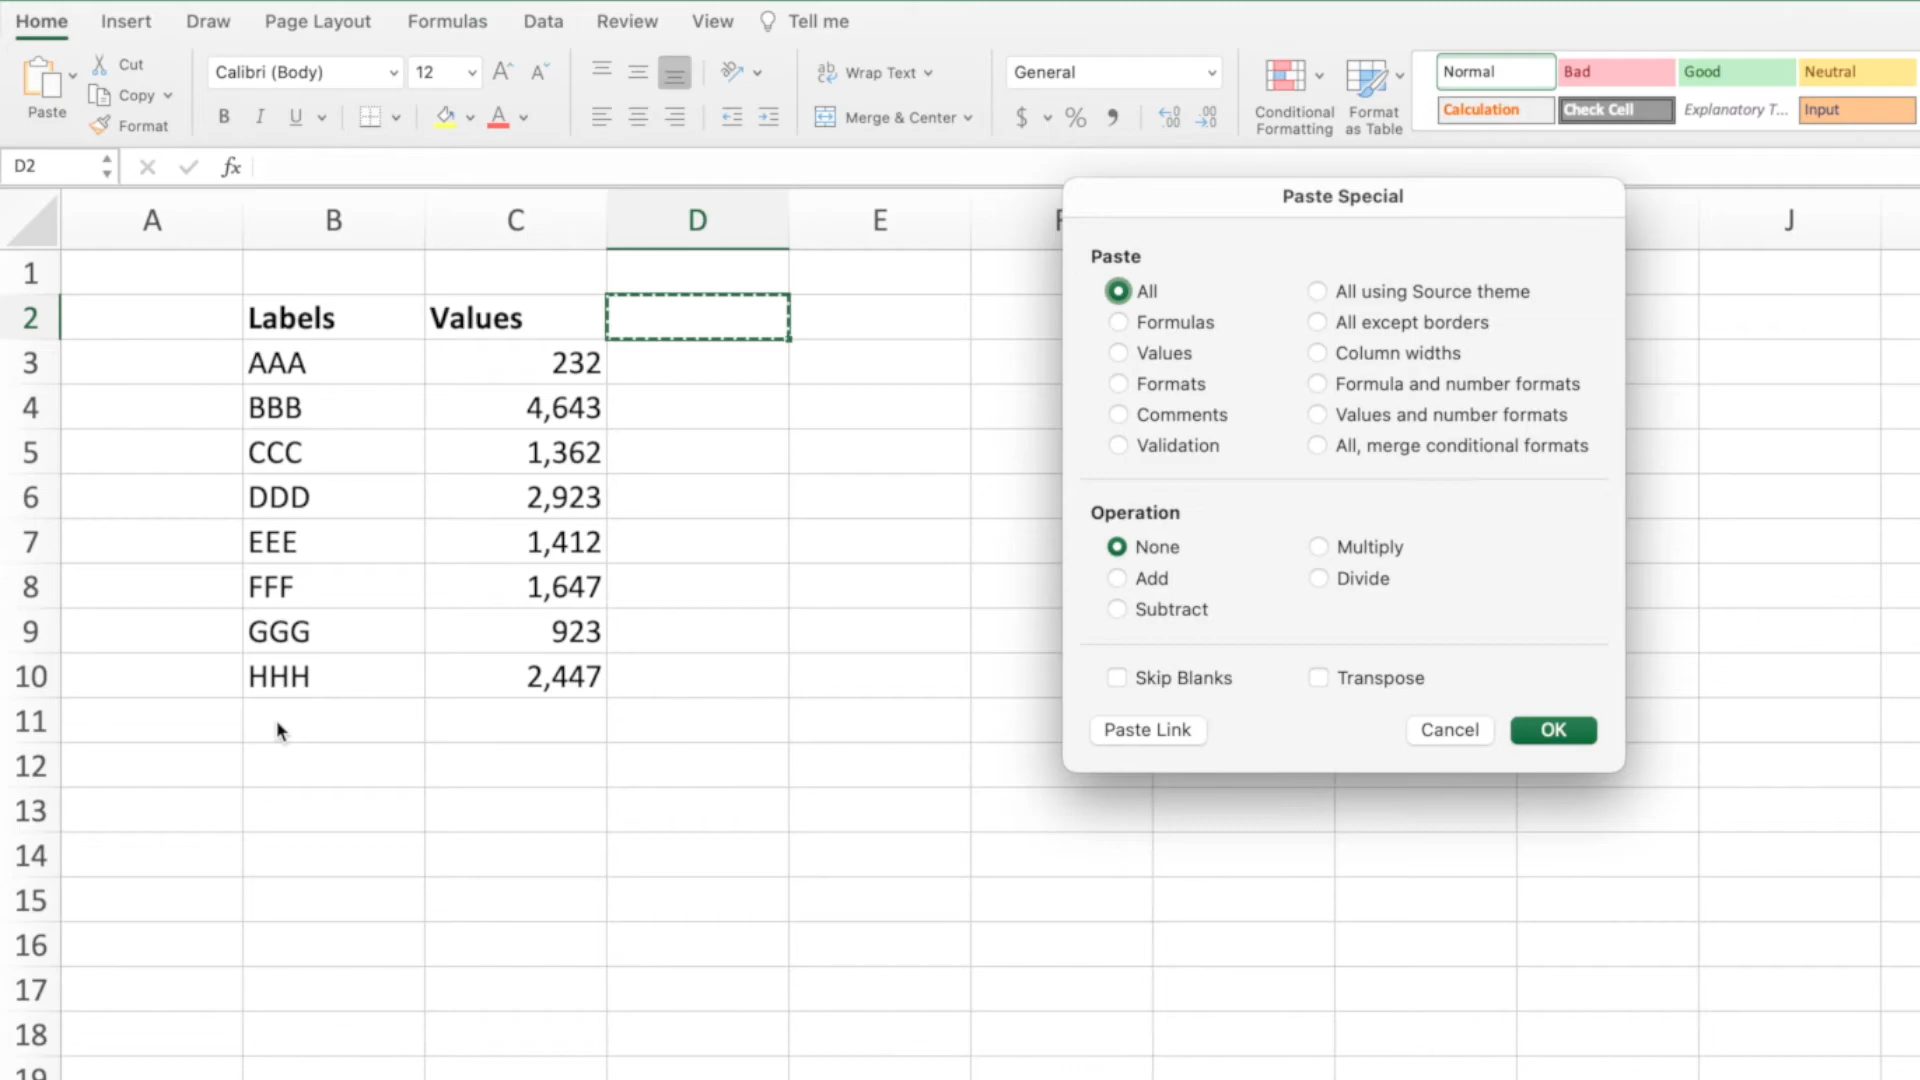 Home Insert Draw Page Layout Formulas Data Review View Tell me
Paste
Cut
Copy
Format
Calibri (Body) 12
B I U
Wrap Text
Merge & Center
General
$ % 9
Conditional Formatting
Format as Table
Normal Bad Good Neutral
Calculation Check Cell Explanatory T... Input
D2 fx
A B C D E J
1
2 Labels Values
3 AAA 232
4 BBB 4,643
5 CCC 1,362
6 DDD 2,923
7 EEE 1,412
8 FFF 1,647
9 GGG 923
10 HHH 2,447
11
12
13
14
15
16
17
18
19
Paste Special
Paste
All All using Source theme
Formulas All except borders
Values Column widths
Formats Formula and number formats
Comments Values and number formats
Validation All, merge conditional formats
Operation
None Multiply
Add Divide
Subtract
Skip Blanks Transpose
Paste Link Cancel OK